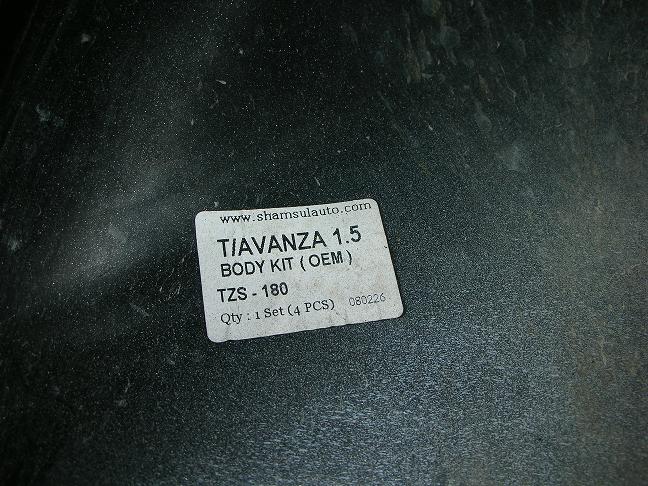 www.shamsulauto.com
T/AVANZA 1.5
BODY KIT ( OEM )
TZS - 180
Qty : 1 Set (4 PCS) 080226